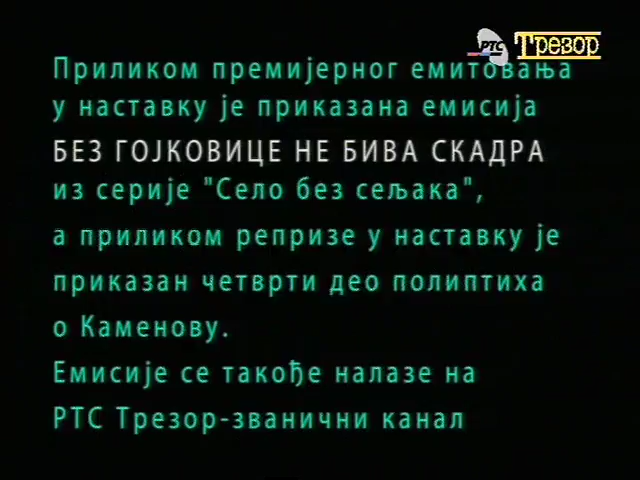 РТС Трезор
Приликом премијерног емитовања
у наставку је приказана емисија
БЕЗ ГОЈКОВИЦЕ НЕ БИВА СКАДРА
из серије "Село без сељака",
а приликом репризе у наставку је
приказан четврти део полиптиха
о Каменову.
Емисије се такође налазе на
РТС Трезор-званични канал